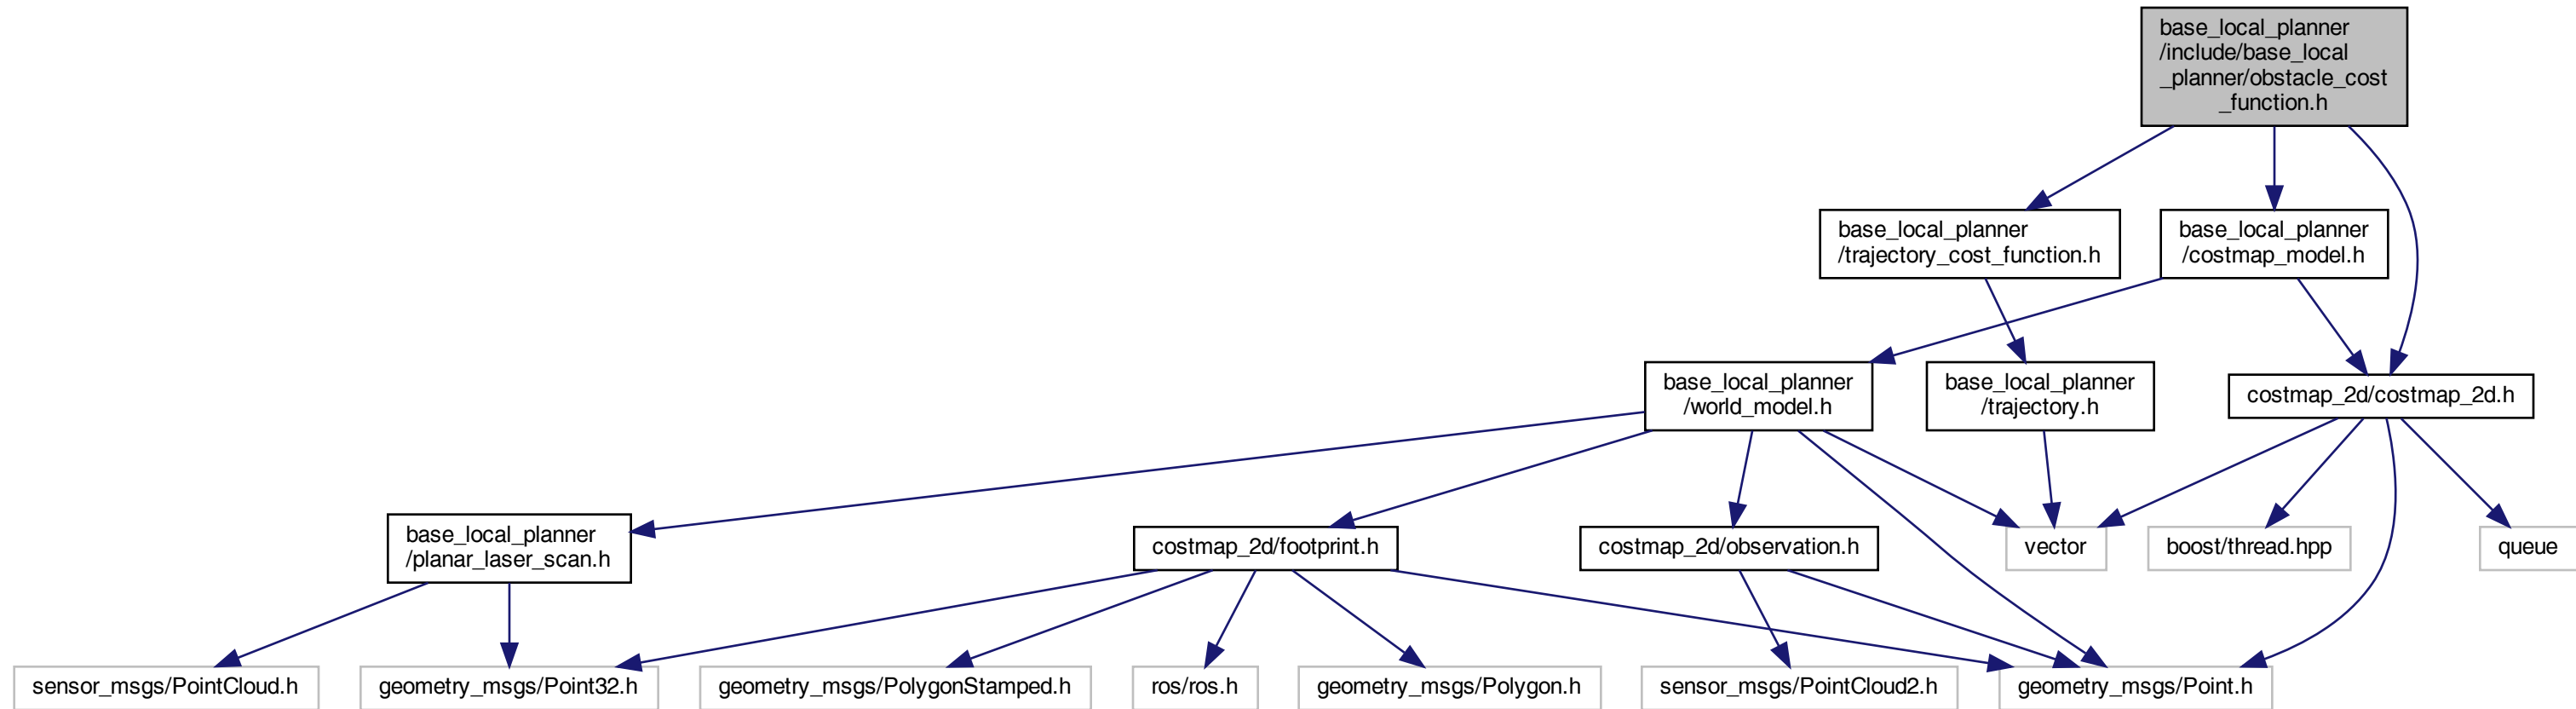 base_local_planner
/include/base_local
_planner/obstacle_cost
_function.h
base_local_planner
/trajectory_cost_function.h
base_local_planner
/costmap_model.h
base_local_planner
/world_model.h
base_local_planner
/trajectory.h
costmap_2d/costmap_2d.h
base_local_planner
/planar_laser_scan.h
costmap_2d/footprint.h
costmap_2d/observation.h
vector
boost/thread.hpp
queue
sensor_msgs/PointCloud.h
geometry_msgs/Point32.h
geometry_msgs/PolygonStamped.h
ros/ros.h
geometry_msgs/Polygon.h
sensor_msgs/PointCloud2.h
geometry_msgs/Point.h